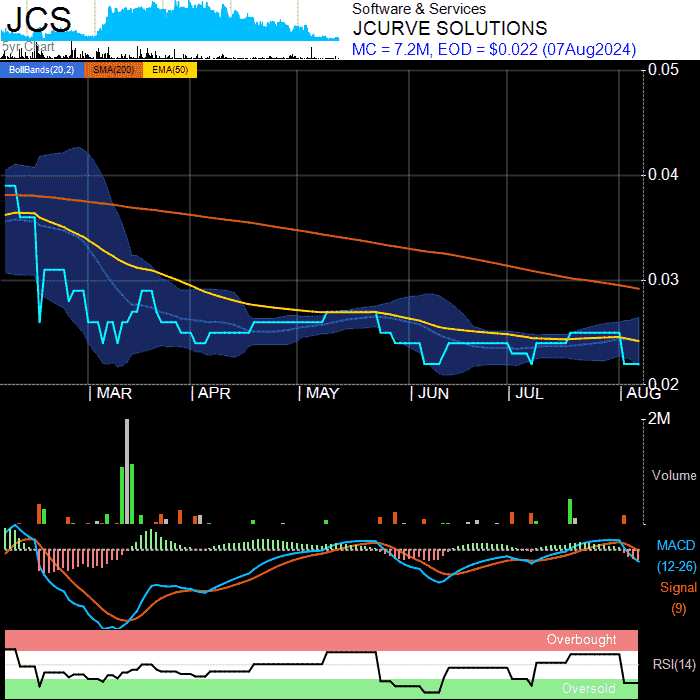 JCS
5yr Chart
Software & Services
JCURVE SOLUTIONS
MC = 7.2M, EOD = $0.022 (07Aug2024)
BollBands(20,2) SMA(200) EMA(50)
0.05
0.04
0.03
0.02
MAR APR MAY JUN JUL AUG
2M
Volume
MACD
(12-26)
Signal
(9)
Overbought
RSI(14)
Oversold